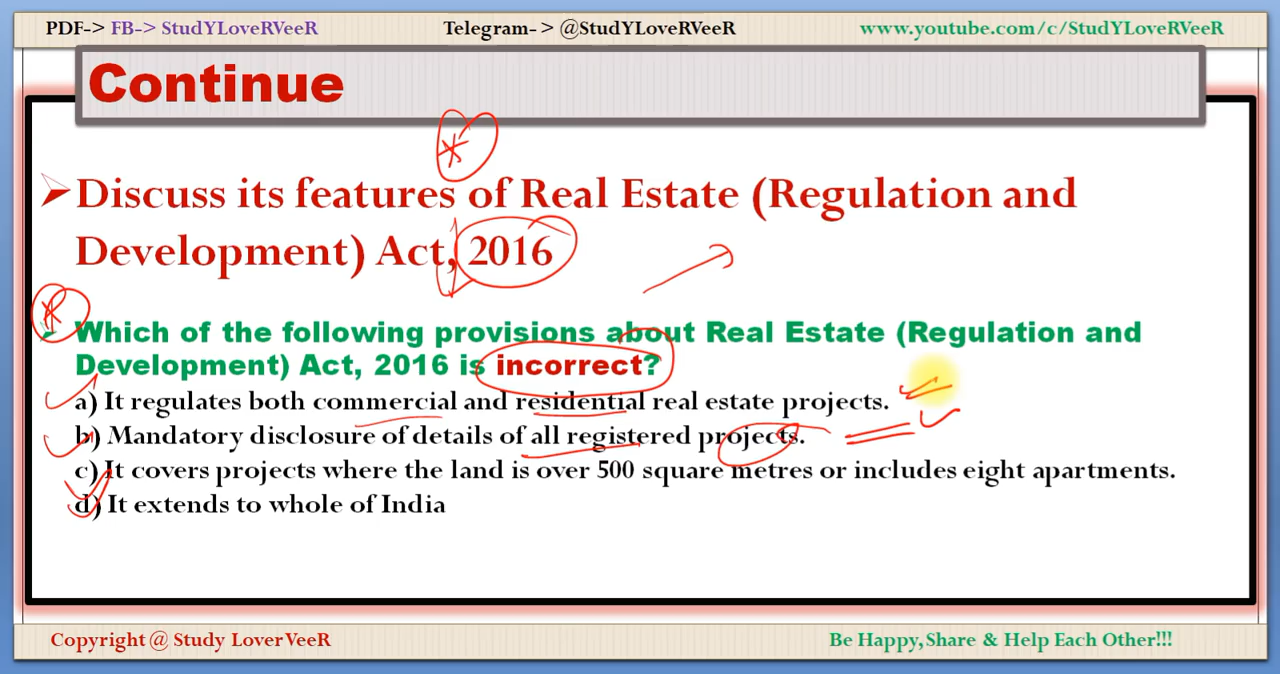 PDF-> FB-> StudYLoveRVeeR Telegram- > @StudYLoveRVeeR www.youtube.com/c/StudYLoveRVeeR
Continue
Discuss its features of Real Estate (Regulation and
Development) Act, 2016
Which of the following provisions about Real Estate (Regulation and
Development) Act, 2016 is incorrect?
a) It regulates both commercial and residential real estate projects.
b) Mandatory disclosure of details of all registered projects.
c) It covers projects where the land is over 500 square metres or includes eight apartments.
d) It extends to whole of India
Copyright @ Study LoverVeeR Be Happy,Share & Help Each Other!!!